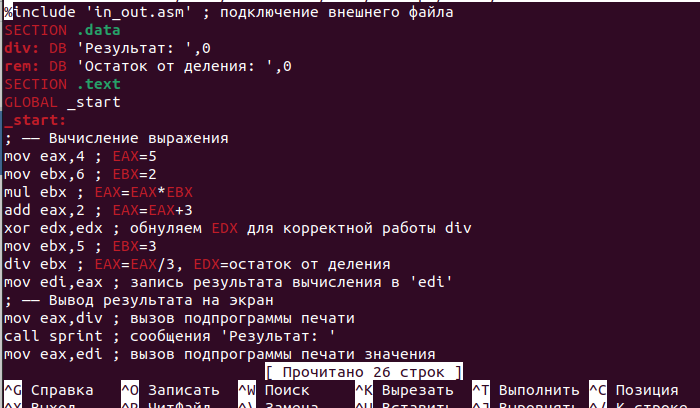 %include 'in_out.asm' ; подключение внешнего файла
SECTION .data
div: DB 'Результат: ',0
rem: DB 'Остаток от деления: ',0
SECTION .text
GLOBAL _start
_start:
; —– Вычисление выражения
mov eax,4 ; EAX=5
mov ebx,6 ; EBX=2
mul ebx ; EAX=EAX*EBX
add eax,2 ; EAX=EAX+3
xor edx,edx ; обнуляем EDX для корректной работы div
mov ebx,5 ; EBX=3
div ebx ; EAX=EAX/3, EDX=остаток от деления
mov edi,eax ; запись результата вычисления в 'edi'
; —– Вывод результата на экран
mov eax,div ; вызов подпрограммы печати
call sprint ; сообщения 'Результат: '
mov eax,edi ; вызов подпрограммы печати значения
[ Прочитано 26 строк ]
^G Справка ^O Записать ^W Поиск ^K Вырезать ^T Выполнить ^C Позиция
^X Выход ^R ЧитФайл ^\ Замена ^U Вставить ^J Выровнять ^/ К строке